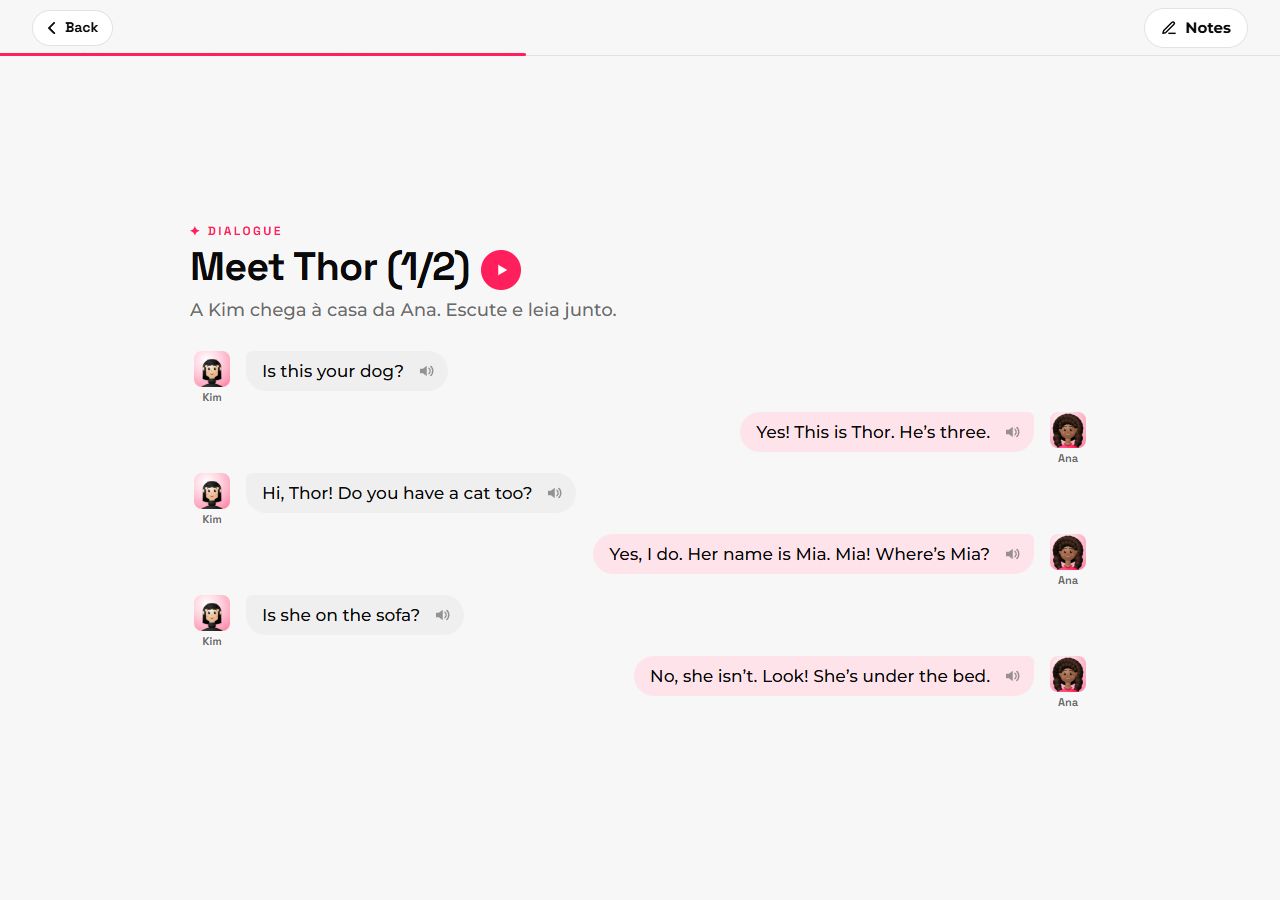 Back
Notes
DIALOGUE
Meet Thor (1/2)
A Kim chega à casa da Ana. Escute e leia junto.
Is this your dog?
Kim
Yes! This is Thor. He’s three.
Ana
Hi, Thor! Do you have a cat too?
Kim
Yes, I do. Her name is Mia. Mia! Where’s Mia?
Ana
Is she on the sofa?
Kim
No, she isn’t. Look! She’s under the bed.
Ana